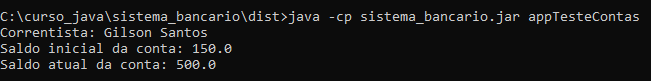 C:\curso_java\sistema_bancario\dist>java -cp sistema_bancario.jar appTesteContas
Correntista: Gilson Santos
Saldo inicial da conta: 150.0
Saldo atual da conta: 500.0